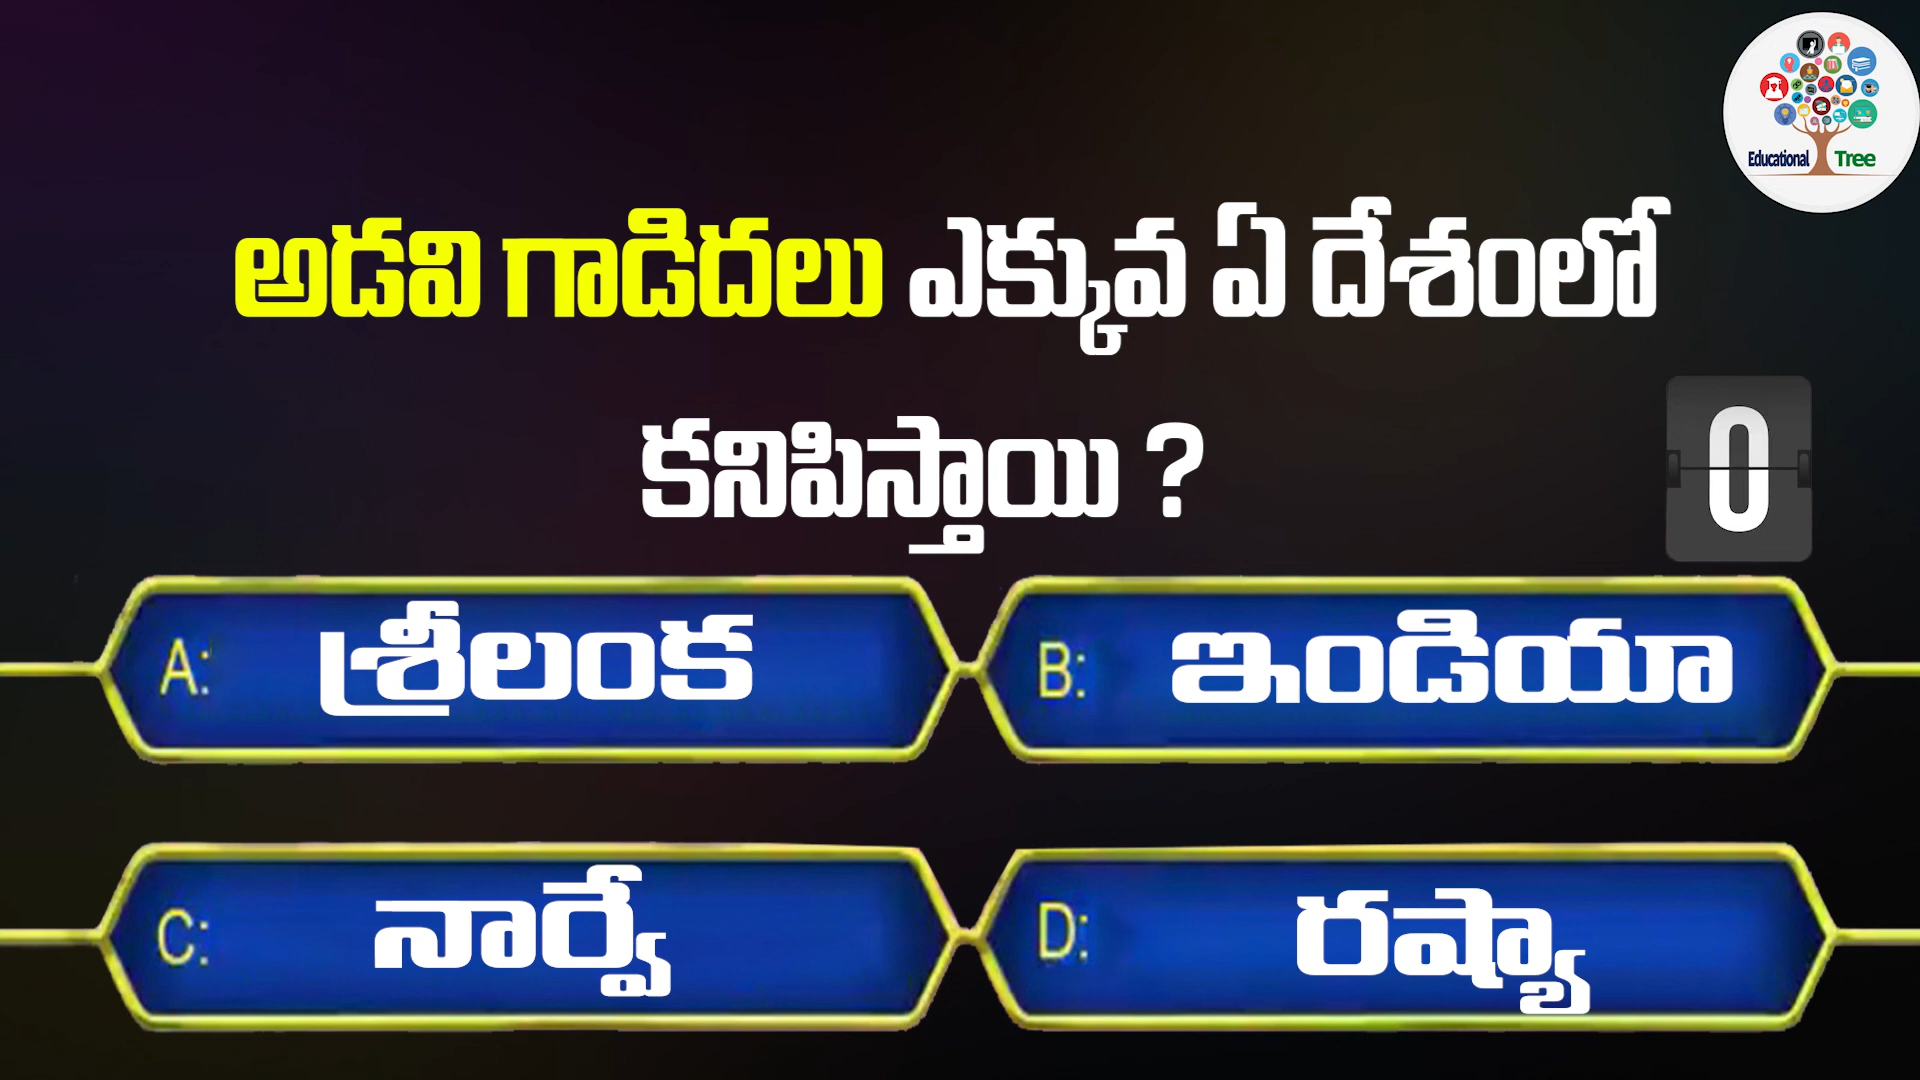 Educational Tree
అడవి గాడిదలు ఎక్కువ ఏ దేశంలో
కనిపిస్తాయి ?
0
A: శ్రీలంక
B: ఇండియా
C: నార్వే
D: రష్యా